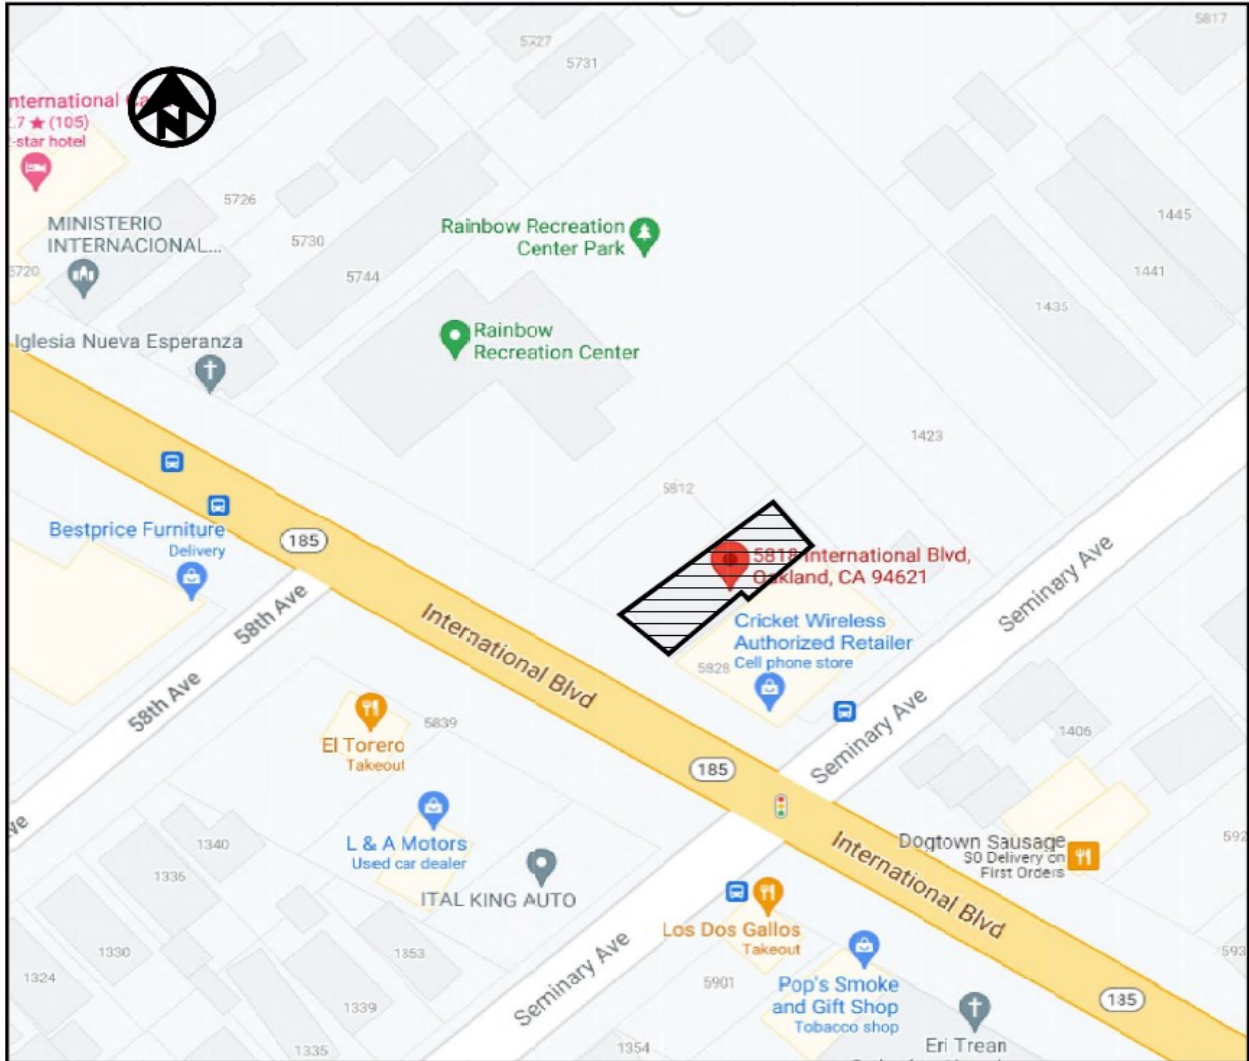 5817
5727
5731
N
nternational Ca
.7 ★ (105)
-star hotel
5726
MINISTERIO
INTERNACIONAL...
5730
5720
5744
Rainbow Recreation
Center Park
1445
1441
1435
Iglesia Nueva Esperanza
Rainbow
Recreation Center
1423
5812
Bestprice Furniture
Delivery
185
5818 International Blvd,
Oakland, CA 94621
58th Ave
International Blvd
Seminary Ave
Cricket Wireless
Authorized Retailer
Cell phone store
5828
58th Ave
El Torero
Takeout
5839
185
Seminary Ave
1406
ve
1340
1336
L & A Motors
Used car dealer
ITAL KING AUTO
International Blvd
Dogtown Sausage
$0 Delivery on
First Orders
592
Los Dos Gallos
Takeout
1330
1324
1353
1339
1335
Seminary Ave
5901
1354
Pop's Smoke
and Gift Shop
Tobacco shop
593
185
Eri Trean